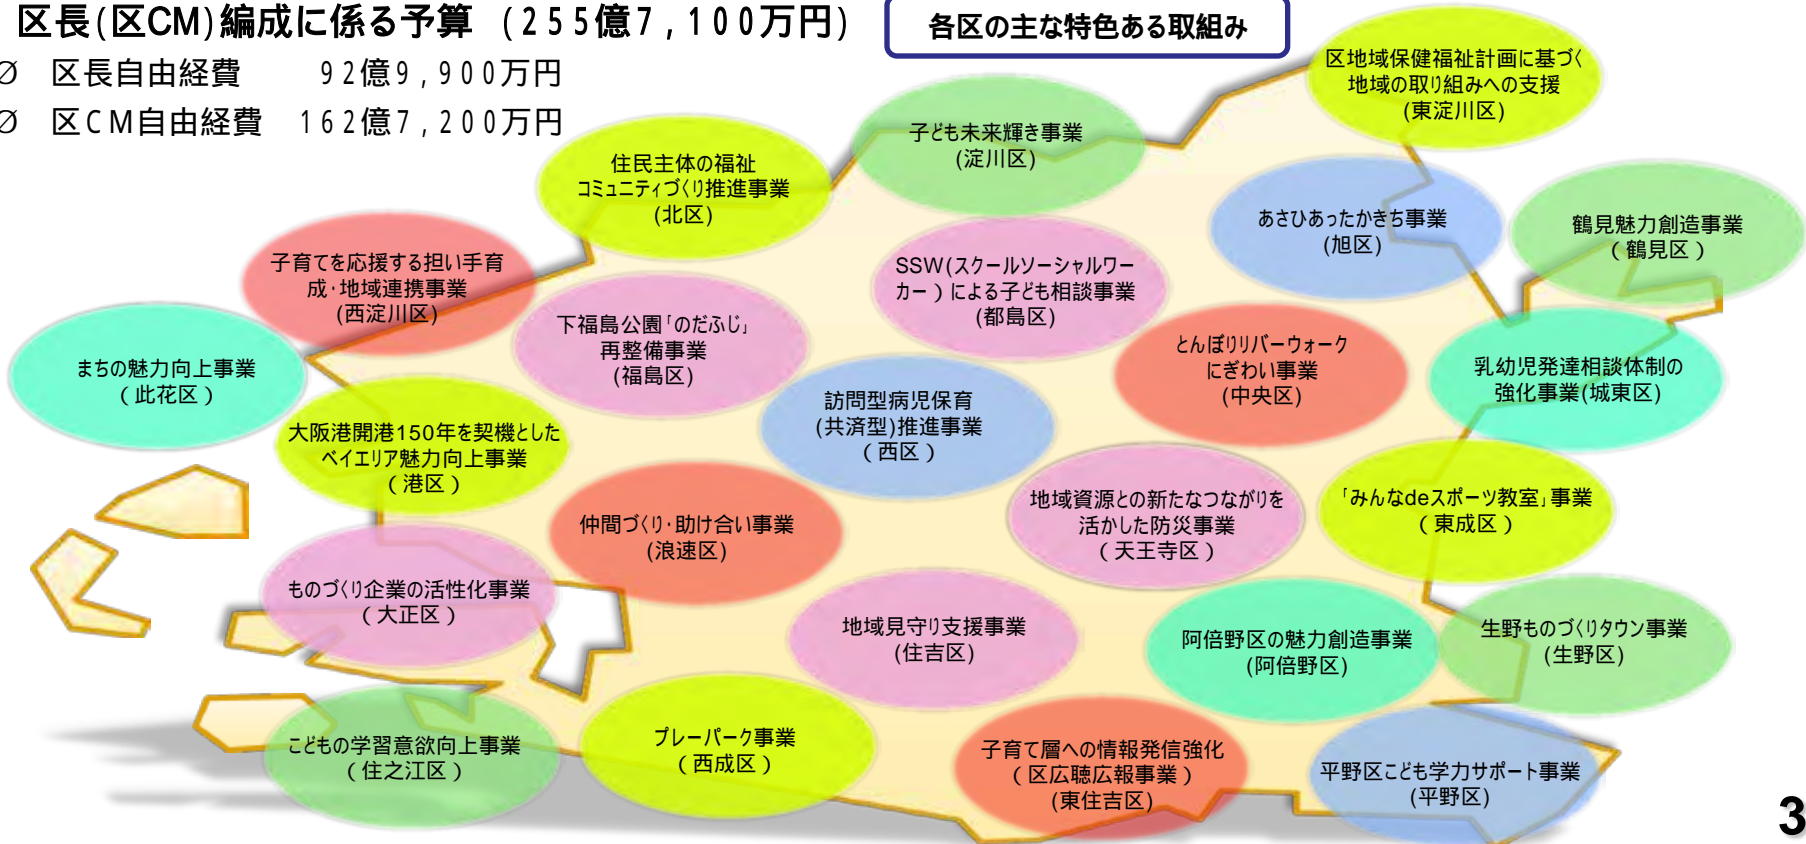 区長(区CM)編成に係る予算 (255億7,100万円)
各区の主な特色ある取組み
Ø 区長自由経費 92億9,900万円
Ø 区CM自由経費 162億7,200万円
区地域保健福祉計画に基づく
地域の取り組みへの支援
(東淀川区)
子ども未来輝き事業
(淀川区)
住民主体の福祉
コミュニティづくり推進事業
(北区)
あさひあったかきち事業
(旭区)
鶴見魅力創造事業
(鶴見区)
子育てを応援する担い手育
成・地域連携事業
(西淀川区)
SSW(スクールソーシャルワー
カー)による子ども相談事業
(都島区)
下福島公園「のだふじ」
再整備事業
(福島区)
とんぼりリバーウォーク
にぎわい事業
(中央区)
まちの魅力向上事業
(此花区)
乳幼児発達相談体制の
強化事業(城東区)
訪問型病児保育
(共済型)推進事業
(西区)
大阪港開港150年を契機とした
ベイエリア魅力向上事業
(港区)
地域資源との新たなつながりを
活かした防災事業
(天王寺区)
「みんなdeスポーツ教室」事業
(東成区)
仲間づくり・助け合い事業
(浪速区)
ものづくり企業の活性化事業
(大正区)
地域見守り支援事業
(住吉区)
阿倍野区の魅力創造事業
(阿倍野区)
生野ものづくりタウン事業
(生野区)
こどもの学習意欲向上事業
(住之江区)
プレーパーク事業
(西成区)
子育て層への情報発信強化
(区広聴広報事業)
(東住吉区)
平野区こども学力サポート事業
(平野区)
3